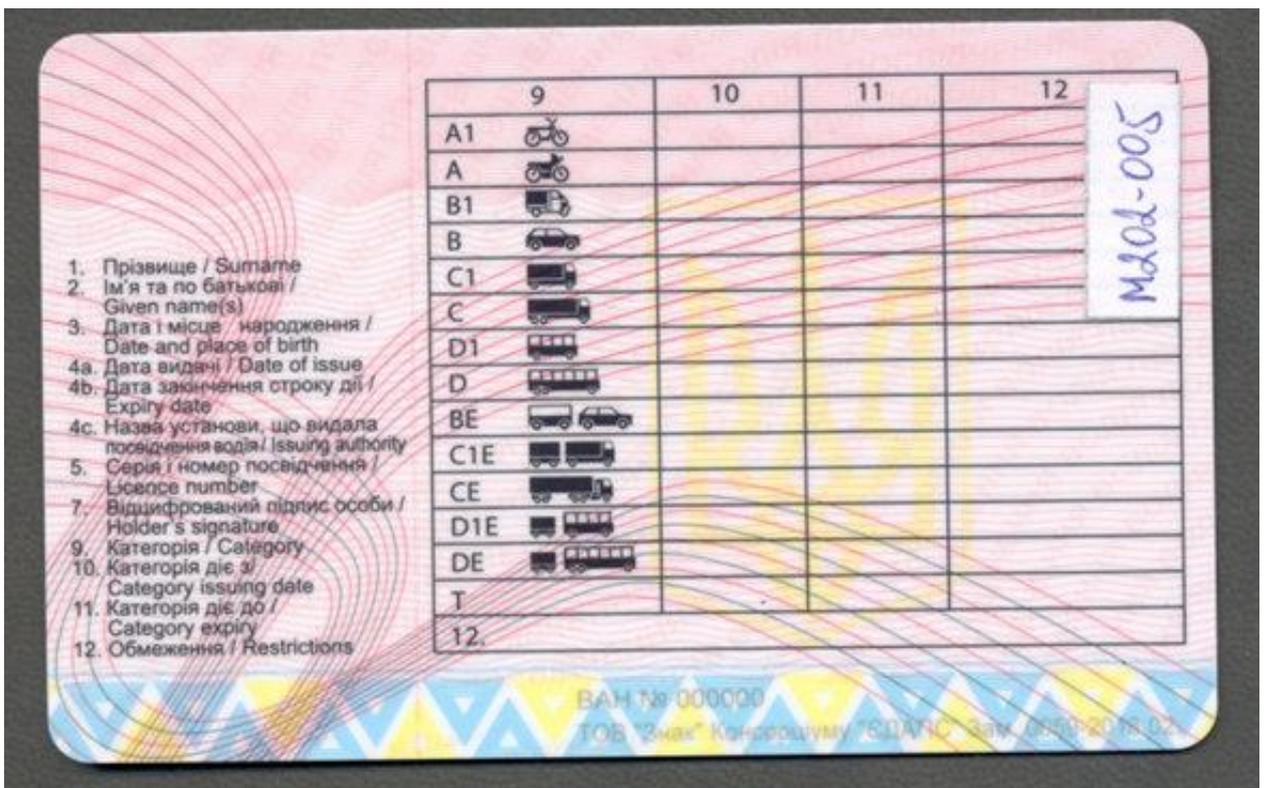 1. Прізвище / Surname
2. Ім'я та по батькові /
Given name(s)
3. Дата і місце народження /
Date and place of birth
4a. Дата видачі / Date of issue
4b. Дата закінчення строку дії /
Expiry date
4c. Назва установи, що видала
посвідчення водія / Issuing authority
5. Серія і номер посвідчення /
Licence number
7. Відцифрований підпис особи /
Holder's signature
9. Категорія / Category
10. Категорія діє з/
Category issuing date
11. Категорія діє до /
Category expiry
12. Обмеження / Restrictions
9 10 11 12
A1
A
B1
B
C1
C
D1
D
BE
C1E
CE
D1E
DE
T
12.
M202-005
ВАН № 000000
ТОВ "Знак" Консорціуму "ЄДАПС" Зам.